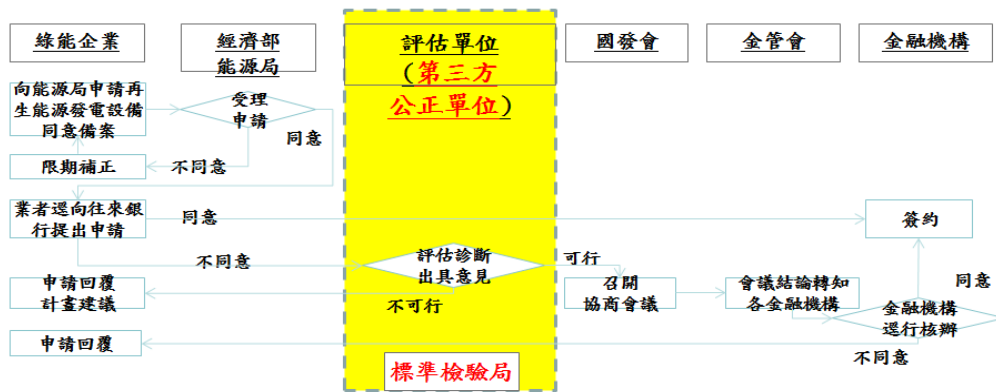 綠能企業
經濟部
能源局
評估單位
(第三方
公正單位)
國發會
金管會
金融機構
向能源局申請再
生能源發電設備
同意備案
受理
申請
同意
限期補正
不同意
業者逕向往來銀
行提出申請
同意
簽約
不同意
評估診斷
出具意見
可行
申請回覆
計畫建議
不可行
召開
協商會議
會議結論轉知
各金融機構
同意
金融機構
逕行核辦
申請回覆
不同意
標準檢驗局